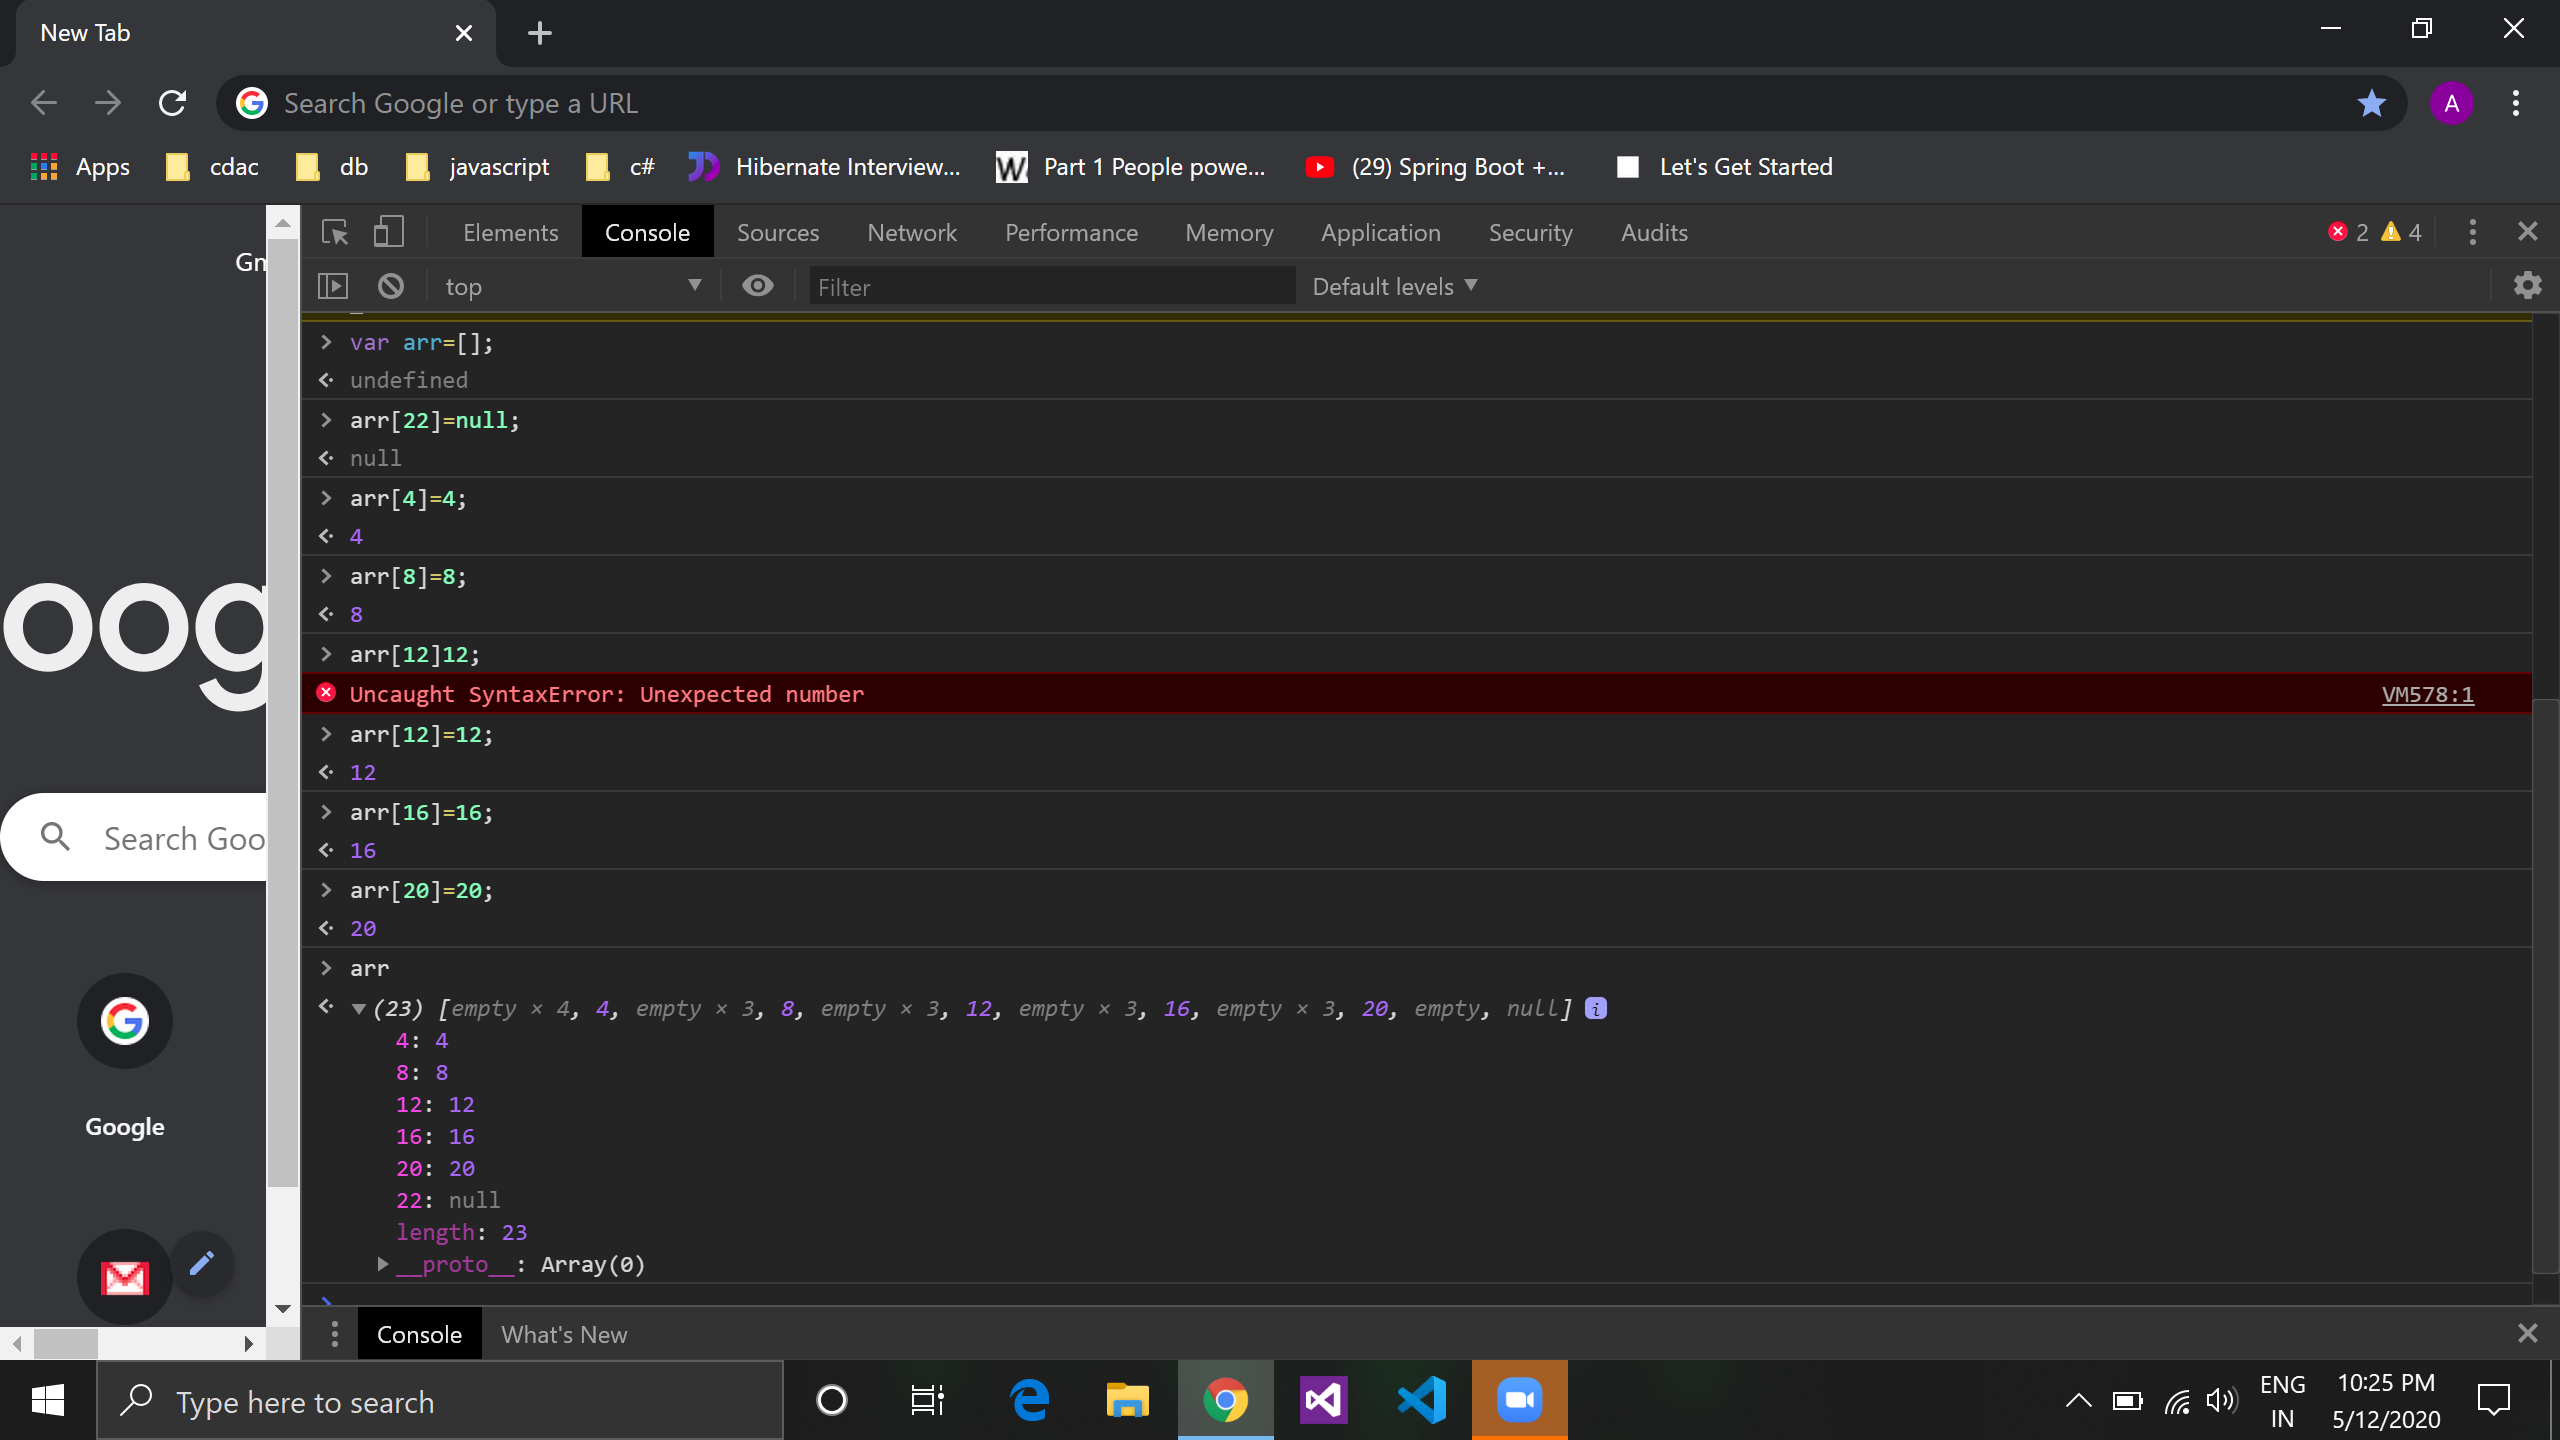 New Tab
Search Google or type a URL
A
Apps cdac db javascript c# Hibernate Interview... Part 1 People powe... (29) Spring Boot +... Let's Get Started
Gm
Elements Console Sources Network Performance Memory Application Security Audits 2 4
top Filter Default levels
var arr=[];
undefined
arr[22]=null;
null
arr[4]=4;
4
arr[8]=8;
8
arr[12]12;
Uncaught SyntaxError: Unexpected number VM578:1
arr[12]=12;
12
arr[16]=16;
16
arr[20]=20;
20
arr
(23) [empty × 4, 4, empty × 3, 8, empty × 3, 12, empty × 3, 16, empty × 3, 20, empty, null] i
4: 4
8: 8
12: 12
16: 16
20: 20
22: null
length: 23
__proto__: Array(0)
oog
Search Goo
Google
Console What's New
Type here to search
ENG
IN
10:25 PM
5/12/2020